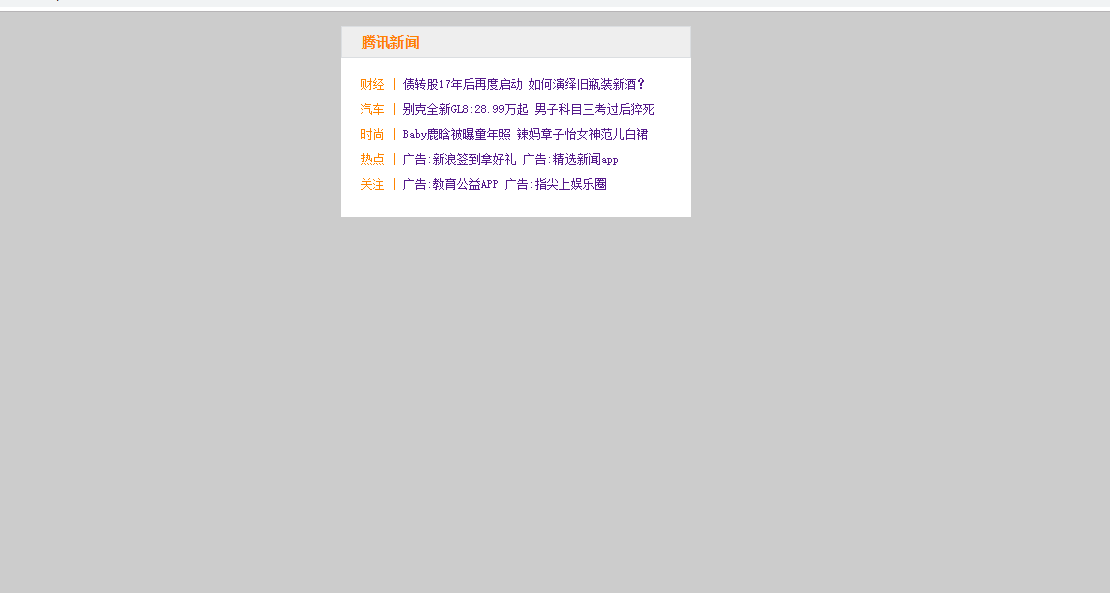 腾讯新闻
财经 | 债转股17年后再度启动 如何演绎旧瓶装新酒?
汽车 | 别克全新GL8:28.99万起 男子科目三考过后猝死
时尚 | Baby鹿晗被曝童年照 辣妈章子怡女神范儿白裙
热点 | 广告:新浪签到拿好礼 广告:精选新闻app
关注 | 广告:教育公益APP 广告:指尖上娱乐圈